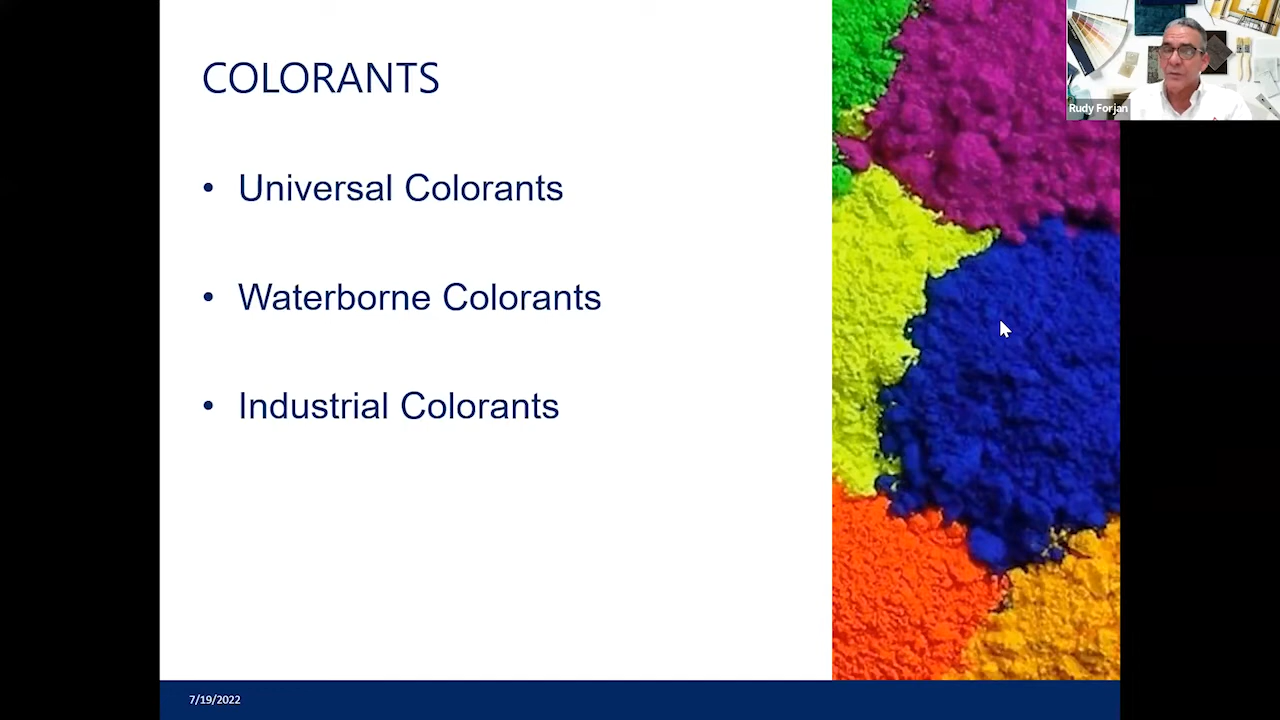 COLORANTS
• Universal Colorants
• Waterborne Colorants
• Industrial Colorants
7/19/2022
Rudy Forjan